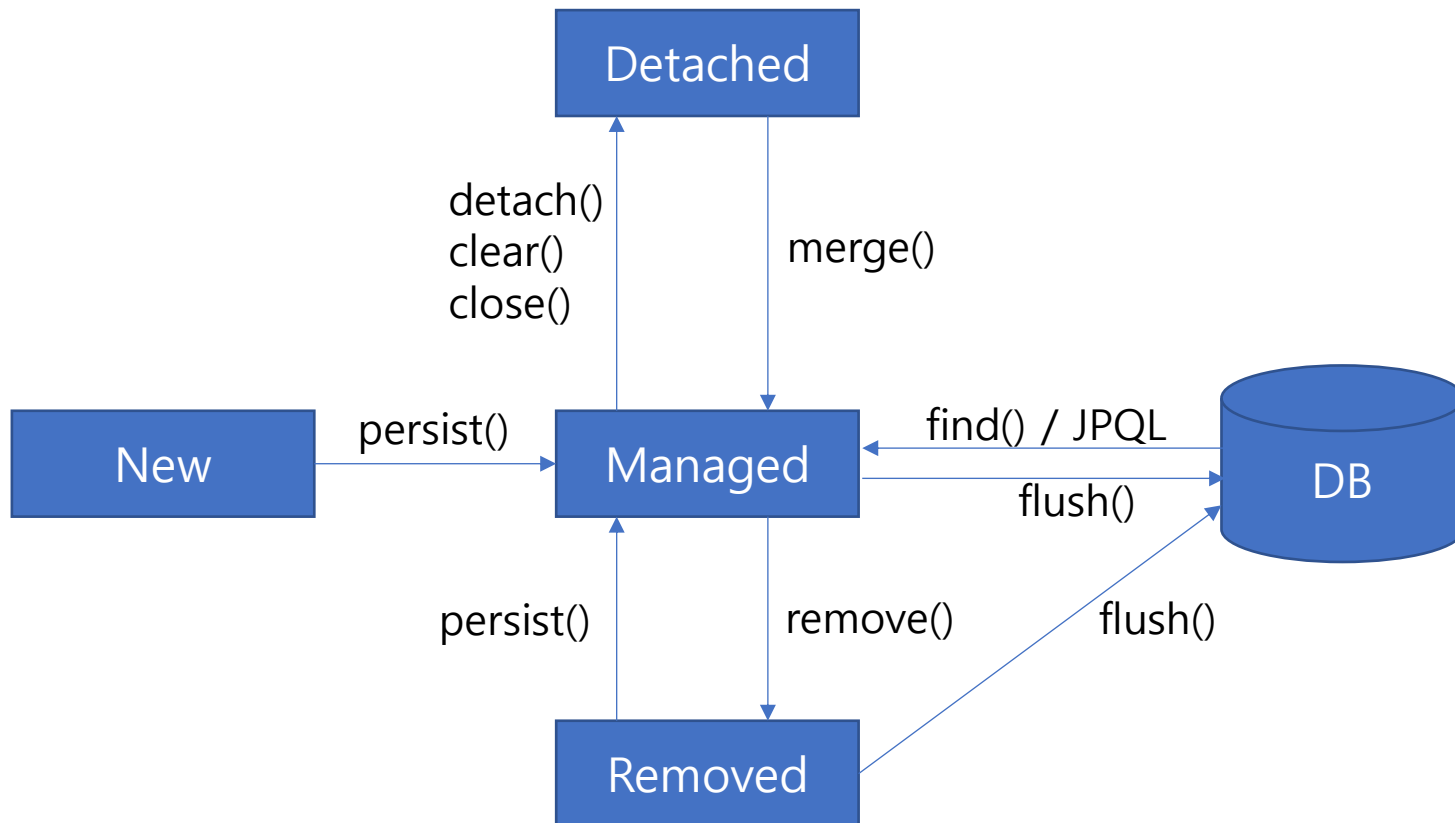 Detached
detach()
clear()
close()
merge()
New
persist()
Managed
find() / JPQL
flush()
DB
persist()
remove()
flush()
Removed